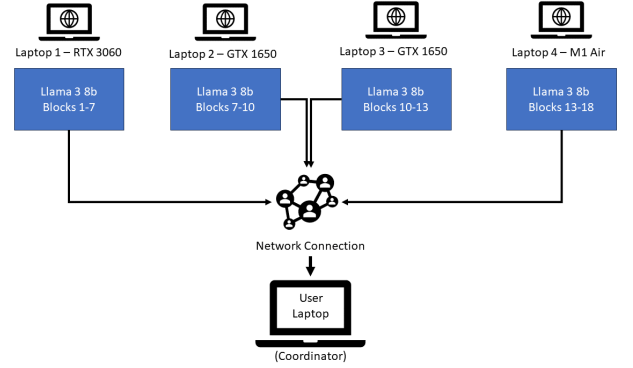 Laptop 1 – RTX 3060
Laptop 2 – GTX 1650
Laptop 3 – GTX 1650
Laptop 4 – M1 Air
Llama 3 8b
Blocks 1-7
Llama 3 8b
Blocks 7-10
Llama 3 8b
Blocks 10-13
Llama 3 8b
Blocks 13-18
Network Connection
User
Laptop
(Coordinator)